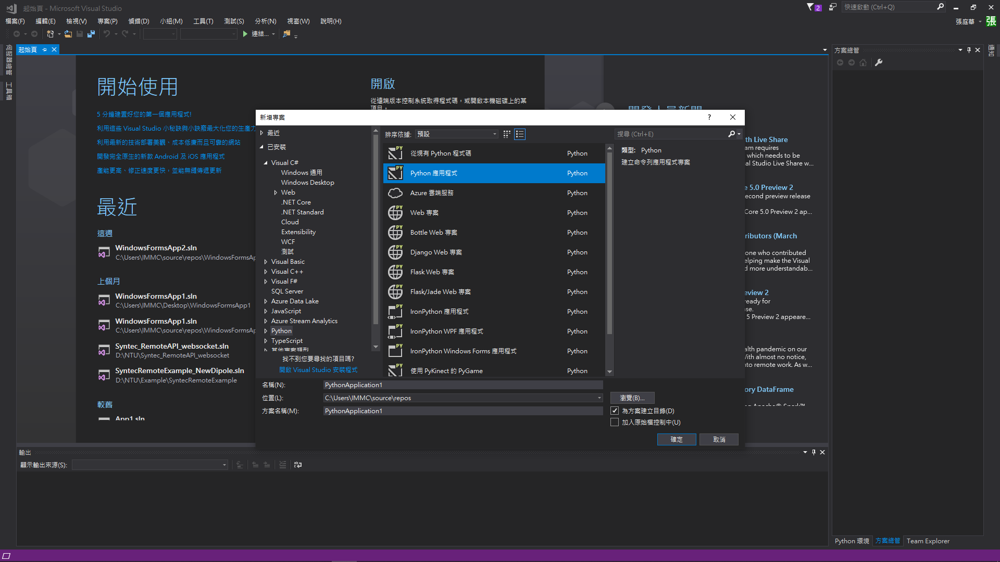 起始頁 - Microsoft Visual Studio
2
快速啟動 (Ctrl+Q)
檔案(F) 編輯(E) 檢視(V) 專案(P) 偵錯(D) 小組(M) 工具(T) 測試(S) 分析(N) 視窗(W) 說明(H)
張庭華
張
連結...
伺服器總管
工具箱
起始頁
開始使用
5 分鐘建置好您的第一個應用程式!
利用這些 Visual Studio 小秘訣與小訣竅最大化您的生產力
利用最新的技術部署美觀、成本低廉而且可靠的網站
開發完全原生的新款 Android 及 iOS 應用程式
產能更高、修正速度更快，並能無縫傳遞更新
最近
這週
WindowsFormsApp2.sln
C:\Users\IMMC\source\repos\WindowsFormsAp
上個月
WindowsFormsApp1.sln
C:\Users\IMMC\Desktop\WindowsFormsApp1
WindowsFormsApp1.sln
C:\Users\IMMC\source\repos\WindowsFormsAp
Syntec_RemoteAPI_websocket.sln
D:\NTU\Syntec_RemoteAPI_websocket
SyntecRemoteExample_NewDipole.sln
D:\NTU\Example\SyntecRemoteExample
較舊
App1.sln
開啟
從遠端版本控制系統取得程式碼，或開啟本機磁碟上的某
項目。
開發人員新聞
th Live Share
am requires
which needs to be
al Studio Live Share w...
e 5.0 Preview 2
econd preview release
Core 5.0 Preview 2 ap...
ributors (March
one who contributed
elping make the Visual
d more understandab...
eview 2
ready for
se.
5 Preview 2 appeare...
alth pandemic on our
With almost no notice,
nto remote work. As w...
ory DataFrame
新增專案
?
最近
已安裝
Visual C#
Windows 通用
Windows Desktop
Web
.NET Core
.NET Standard
Cloud
Extensibility
WCF
測試
Visual Basic
Visual C++
Visual F#
SQL Server
Azure Data Lake
JavaScript
Azure Stream Analytics
Python
TypeScript
其他專案類型
找不到您要尋找的項目嗎?
開啟 Visual Studio 安裝程式
排序依據: 預設
搜尋 (Ctrl+E)
PY 從現有 Python 程式碼 Python
PY Python 應用程式 Python
Azure 雲端服務 Python
PY Web 專案 Python
PY Bottle Web 專案 Python
PY Django Web 專案 Python
PY Flask Web 專案 Python
PY Flask/Jade Web 專案 Python
PY IronPython 應用程式 Python
PY IronPython WPF 應用程式 Python
PY IronPython Windows Forms 應用程式 Python
PY 使用 PyKinect 的 PyGame Python
類型: Python
建立命令列應用程式專案
名稱(N): PythonApplication1
位置(L): C:\Users\IMMC\source\repos
瀏覽(B)...
方案名稱(M): PythonApplication1
為方案建立目錄(D)
加入原始檔控制中(U)
確定 取消
輸出
顯示輸出來源(S):
方案總管
通知
Python 環境 方案總管 Team Explorer